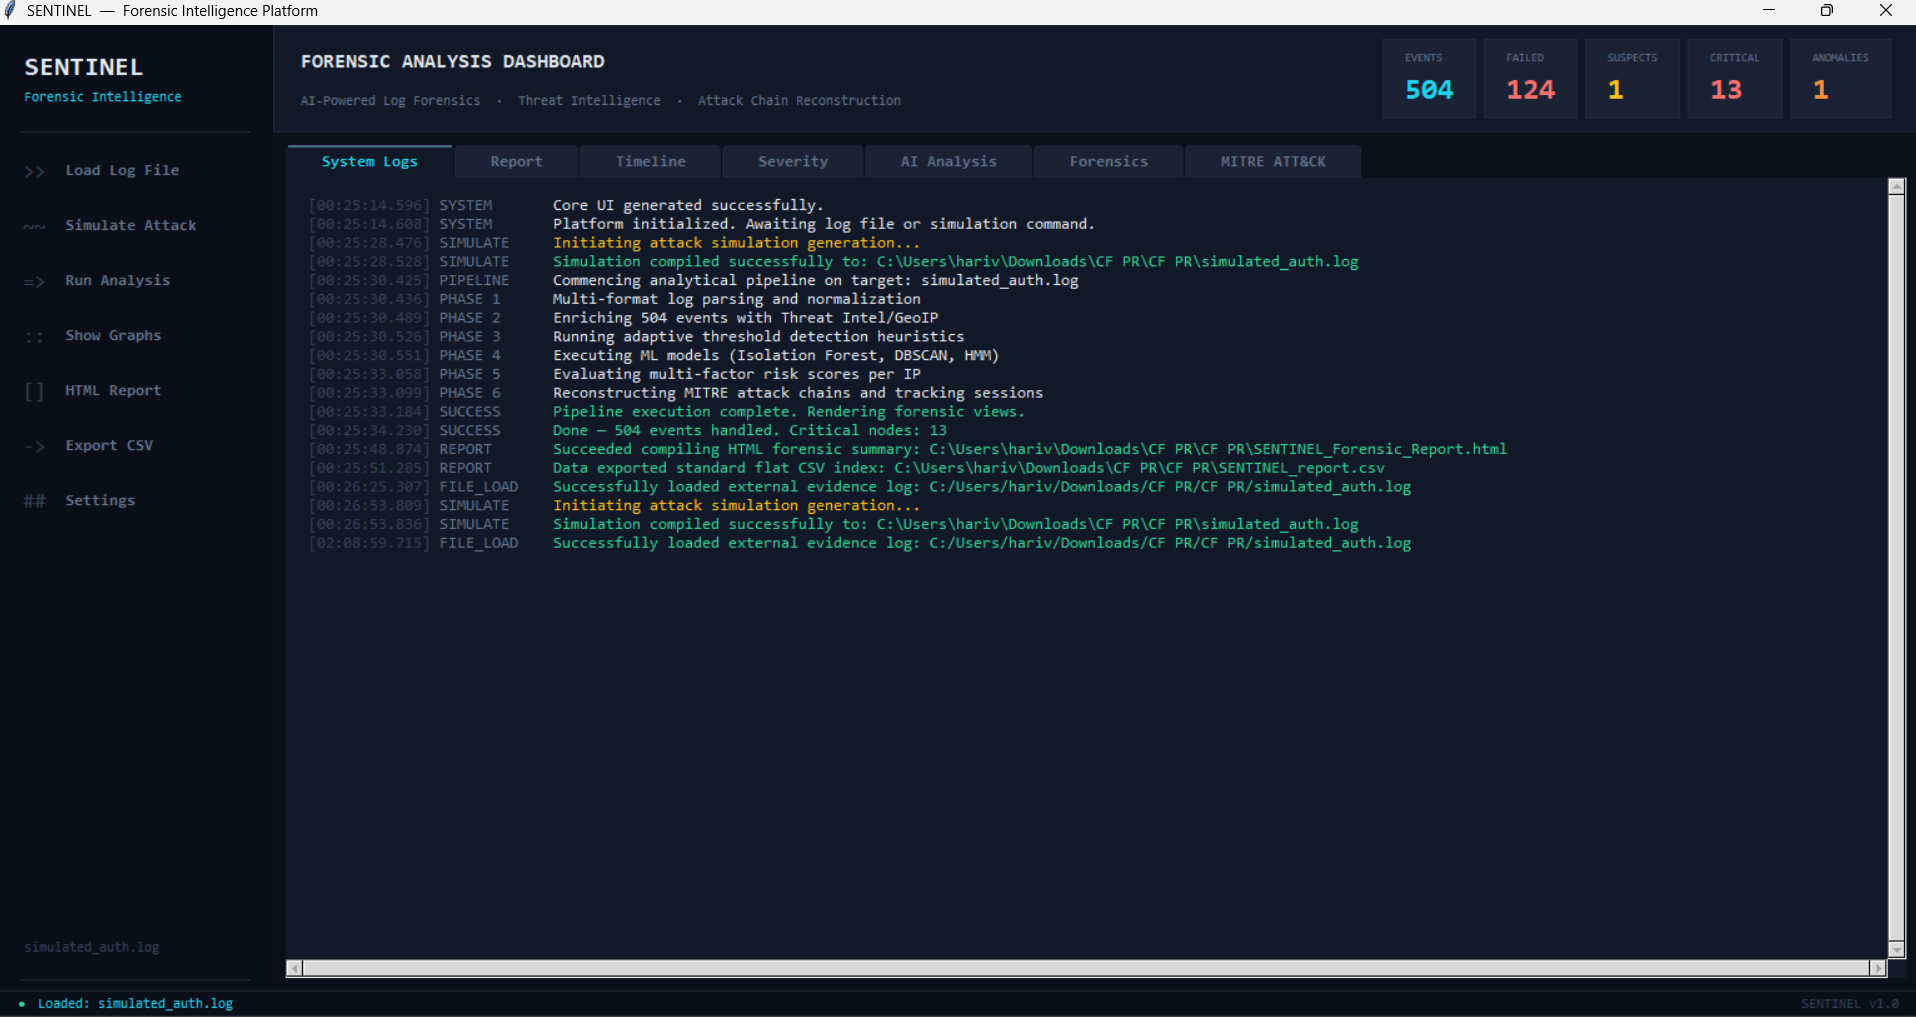 SENTINEL — Forensic Intelligence Platform
SENTINEL
Forensic Intelligence
>> Load Log File
~~ Simulate Attack
=> Run Analysis
:: Show Graphs
[] HTML Report
-> Export CSV
## Settings
simulated_auth.log
FORENSIC ANALYSIS DASHBOARD
AI-Powered Log Forensics · Threat Intelligence · Attack Chain Reconstruction
EVENTS
504
FAILED
124
SUSPECTS
1
CRITICAL
13
ANOMALIES
1
System Logs Report Timeline Severity AI Analysis Forensics MITRE ATT&CK
[00:25:14.596] SYSTEM Core UI generated successfully.
[00:25:14.608] SYSTEM Platform initialized. Awaiting log file or simulation command.
[00:25:28.476] SIMULATE Initiating attack simulation generation...
[00:25:28.528] SIMULATE Simulation compiled successfully to: C:\Users\hariv\Downloads\CF PR\CF PR\simulated_auth.log
[00:25:30.425] PIPELINE Commencing analytical pipeline on target: simulated_auth.log
[00:25:30.436] PHASE 1 Multi-format log parsing and normalization
[00:25:30.489] PHASE 2 Enriching 504 events with Threat Intel/GeoIP
[00:25:30.526] PHASE 3 Running adaptive threshold detection heuristics
[00:25:30.551] PHASE 4 Executing ML models (Isolation Forest, DBSCAN, HMM)
[00:25:33.058] PHASE 5 Evaluating multi-factor risk scores per IP
[00:25:33.099] PHASE 6 Reconstructing MITRE attack chains and tracking sessions
[00:25:33.184] SUCCESS Pipeline execution complete. Rendering forensic views.
[00:25:34.230] SUCCESS Done — 504 events handled. Critical nodes: 13
[00:25:48.874] REPORT Succeeded compiling HTML forensic summary: C:\Users\hariv\Downloads\CF PR\CF PR\SENTINEL_Forensic_Report.html
[00:25:51.285] REPORT Data exported standard flat CSV index: C:\Users\hariv\Downloads\CF PR\CF PR\SENTINEL_report.csv
[00:26:25.307] FILE_LOAD Successfully loaded external evidence log: C:/Users/hariv/Downloads/CF PR/CF PR/simulated_auth.log
[00:26:53.809] SIMULATE Initiating attack simulation generation...
[00:26:53.836] SIMULATE Simulation compiled successfully to: C:\Users\hariv\Downloads\CF PR\CF PR\simulated_auth.log
[02:08:59.715] FILE_LOAD Successfully loaded external evidence log: C:/Users/hariv/Downloads/CF PR/CF PR/simulated_auth.log
● Loaded: simulated_auth.log
SENTINEL v1.0